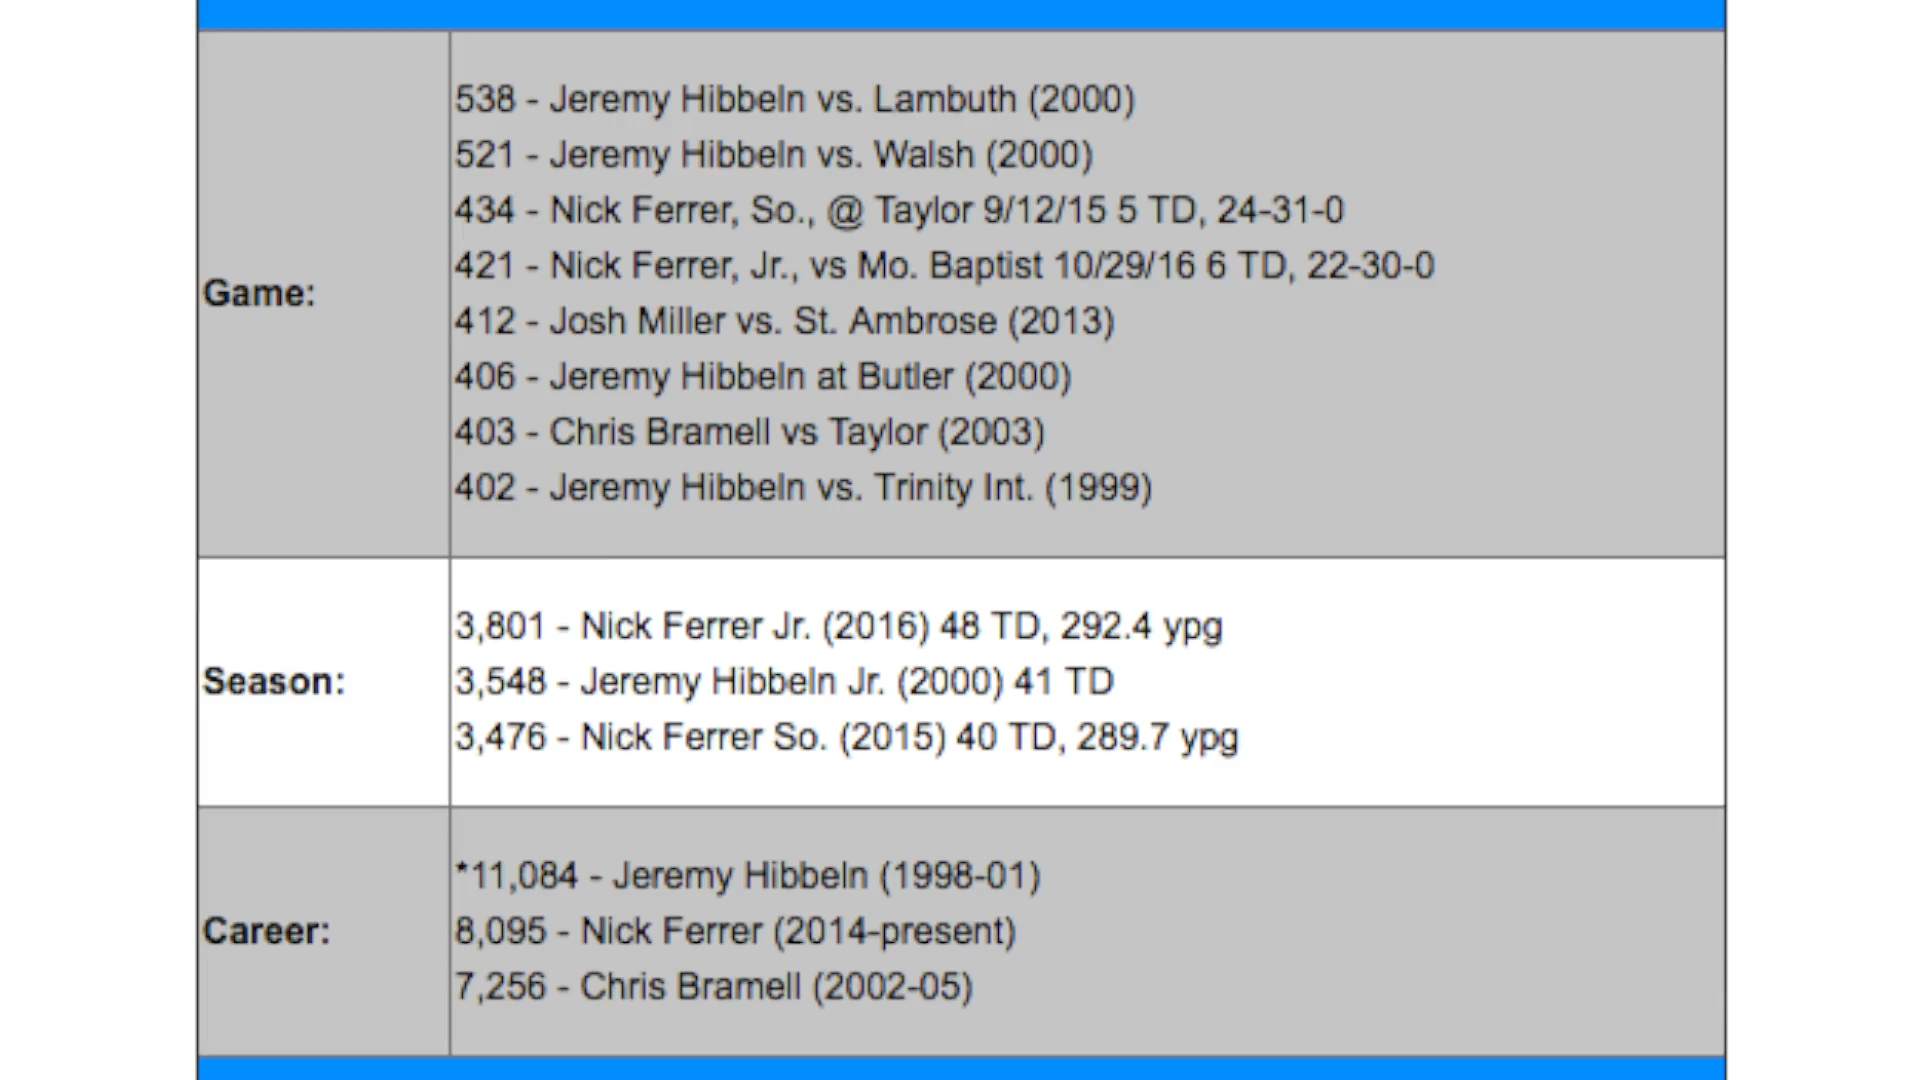 Game:
538 - Jeremy Hibbeln vs. Lambuth (2000)
521 - Jeremy Hibbeln vs. Walsh (2000)
434 - Nick Ferrer, So., @ Taylor 9/12/15 5 TD, 24-31-0
421 - Nick Ferrer, Jr., vs Mo. Baptist 10/29/16 6 TD, 22-30-0
412 - Josh Miller vs. St. Ambrose (2013)
406 - Jeremy Hibbeln at Butler (2000)
403 - Chris Bramell vs Taylor (2003)
402 - Jeremy Hibbeln vs. Trinity Int. (1999)
Season:
3,801 - Nick Ferrer Jr. (2016) 48 TD, 292.4 ypg
3,548 - Jeremy Hibbeln Jr. (2000) 41 TD
3,476 - Nick Ferrer So. (2015) 40 TD, 289.7 ypg
Career:
*11,084 - Jeremy Hibbeln (1998-01)
8,095 - Nick Ferrer (2014-present)
7,256 - Chris Bramell (2002-05)